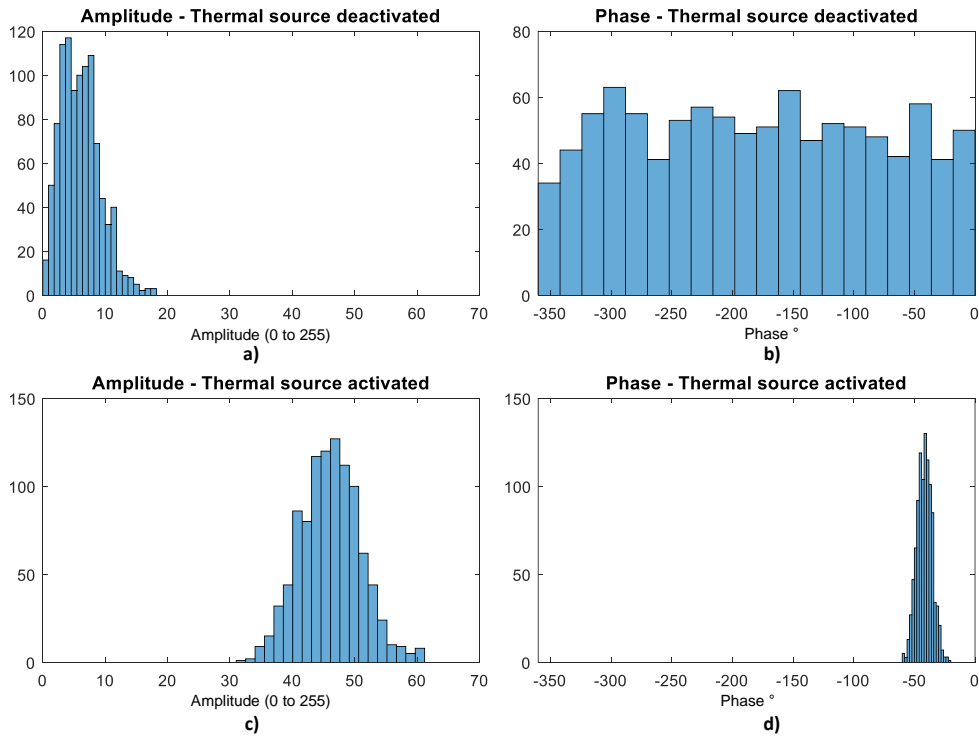 Amplitude - Thermal source deactivated
120
100
80
60
40
20
0
0 10 20 30 40 50 60 70
Amplitude (0 to 255)
a)
Phase - Thermal source deactivated
80
60
40
20
0
-350 -300 -250 -200 -150 -100 -50 0
Phase °
b)
Amplitude - Thermal source activated
150
100
50
0
0 10 20 30 40 50 60 70
Amplitude (0 to 255)
c)
Phase - Thermal source activated
150
100
50
0
-350 -300 -250 -200 -150 -100 -50 0
Phase °
d)